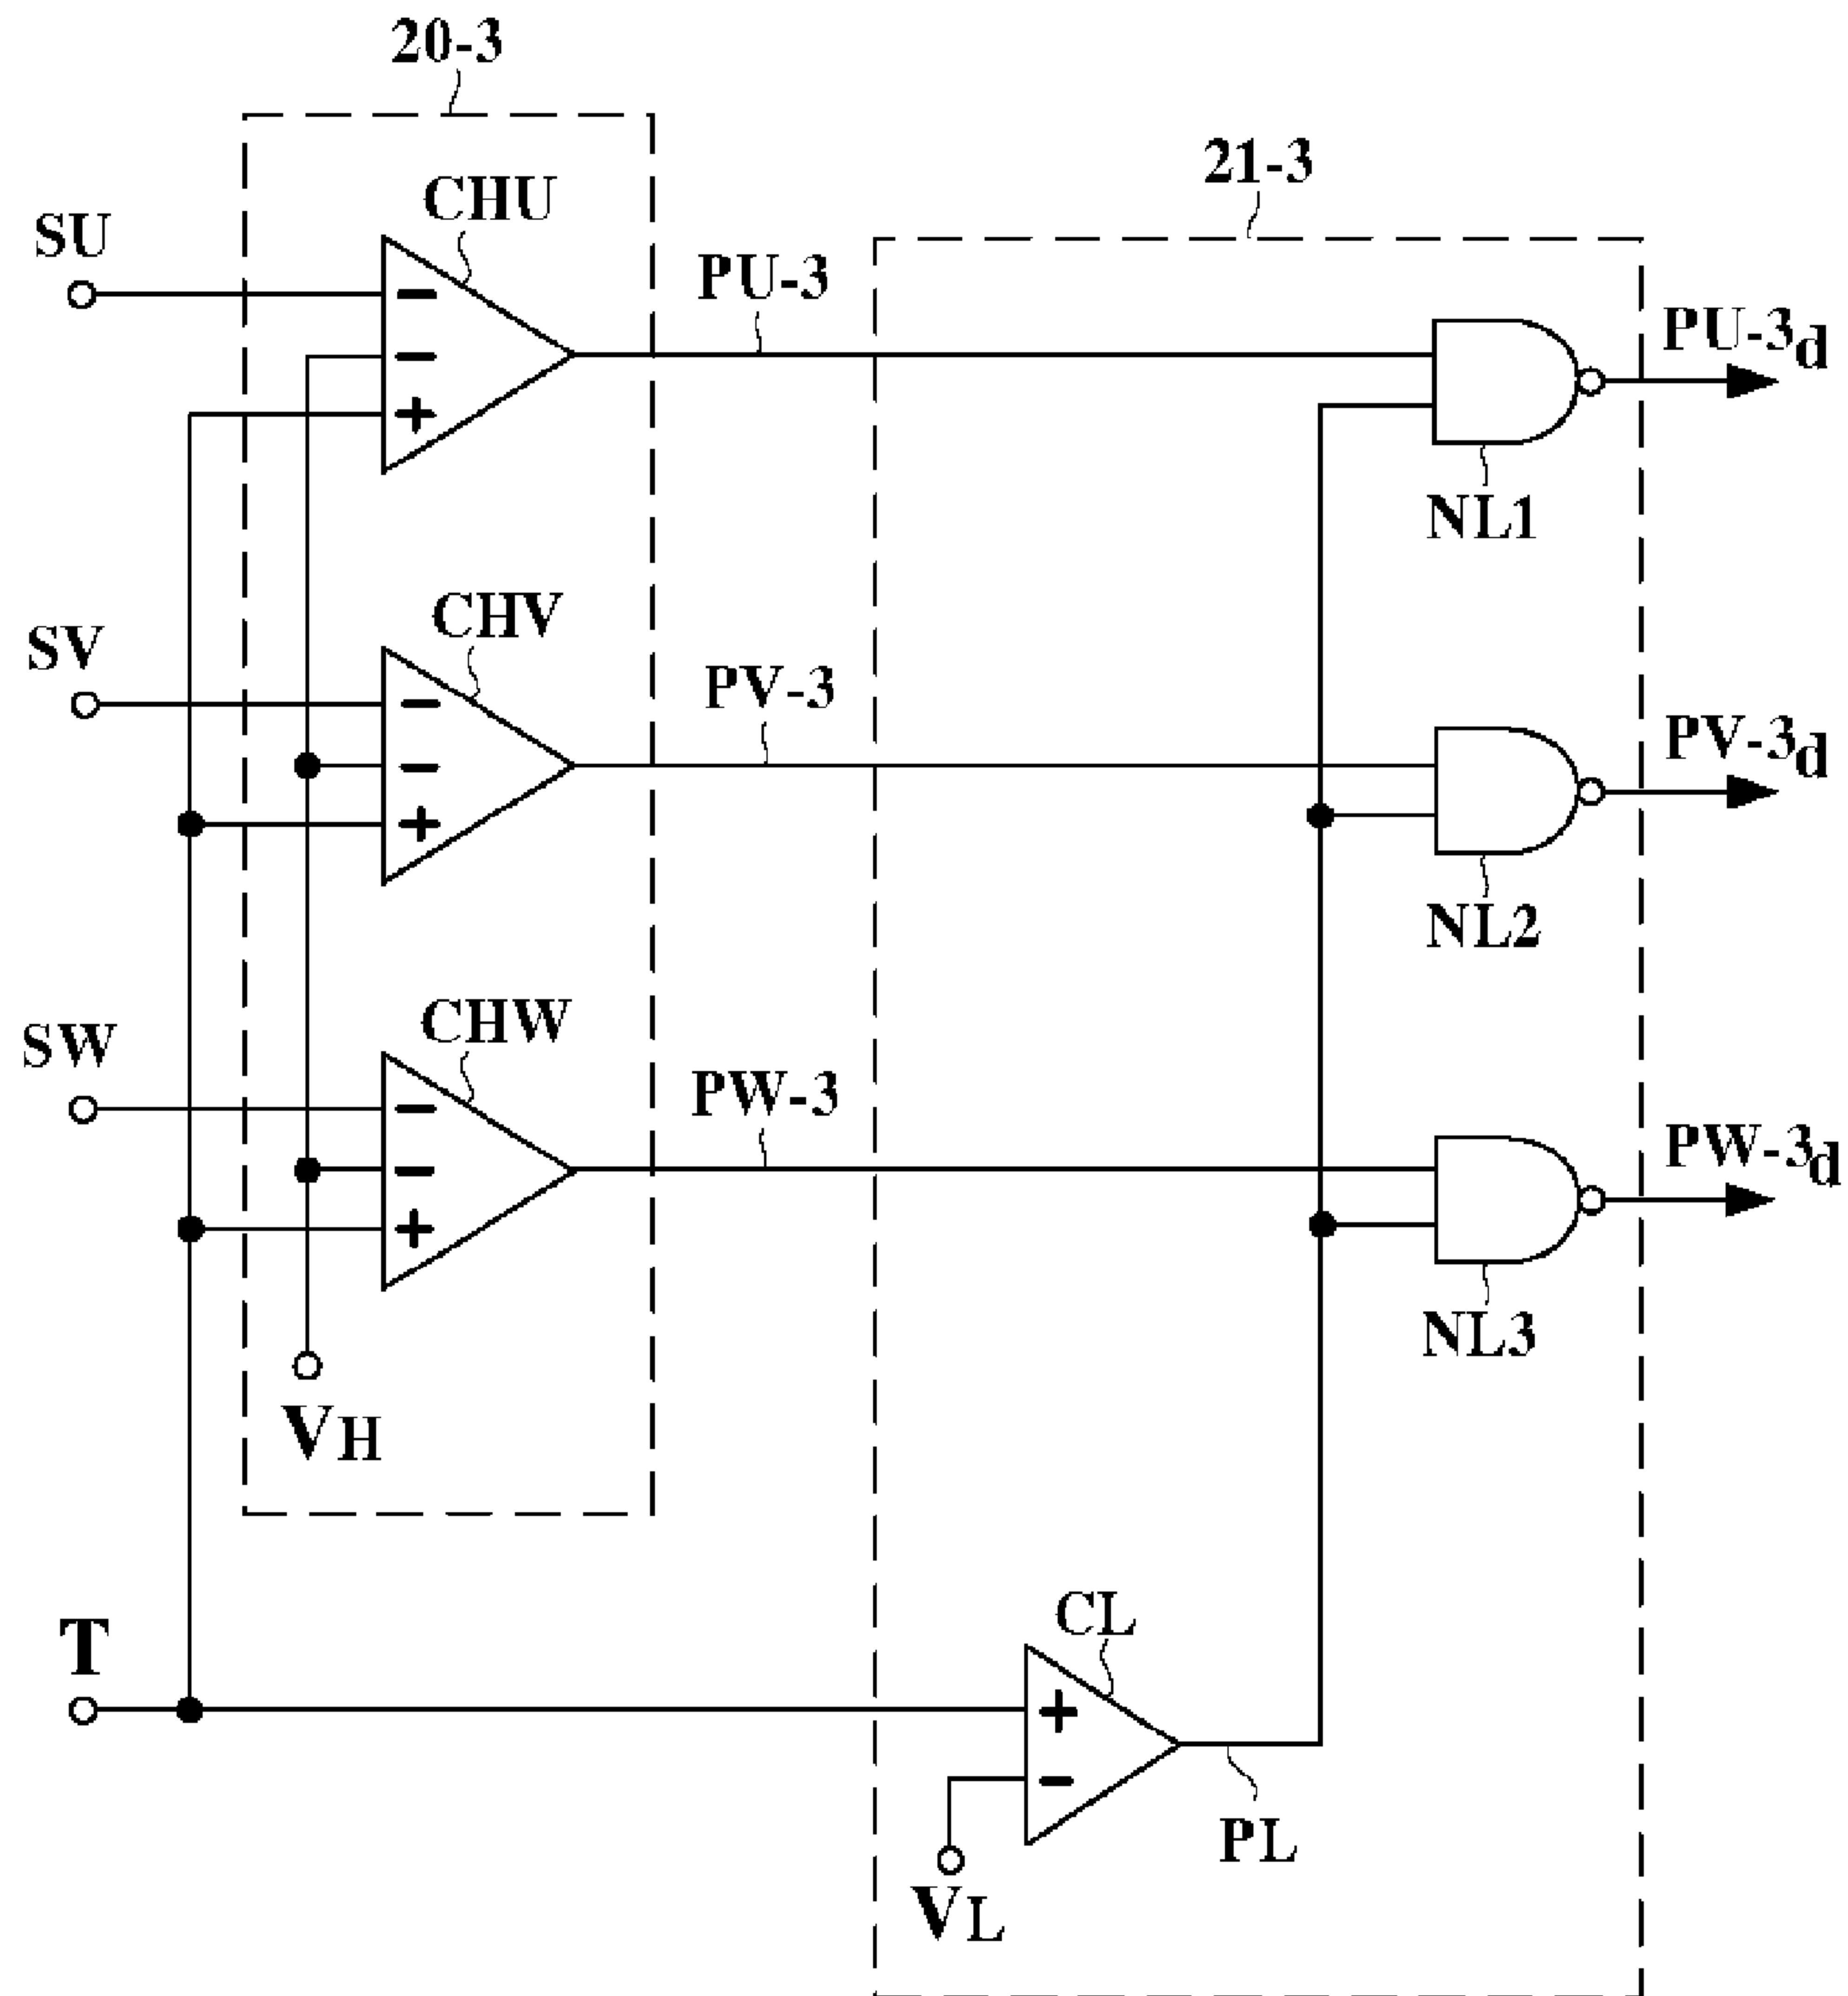 20-3
21-3
CHU
SU
−
−
+
PU-3
PU-3d
NL1
CHV
SV
−
−
+
PV-3
PV-3d
NL2
CHW
SW
−
−
+
PW-3
PW-3d
NL3
VH
T
CL
+
−
PL
VL